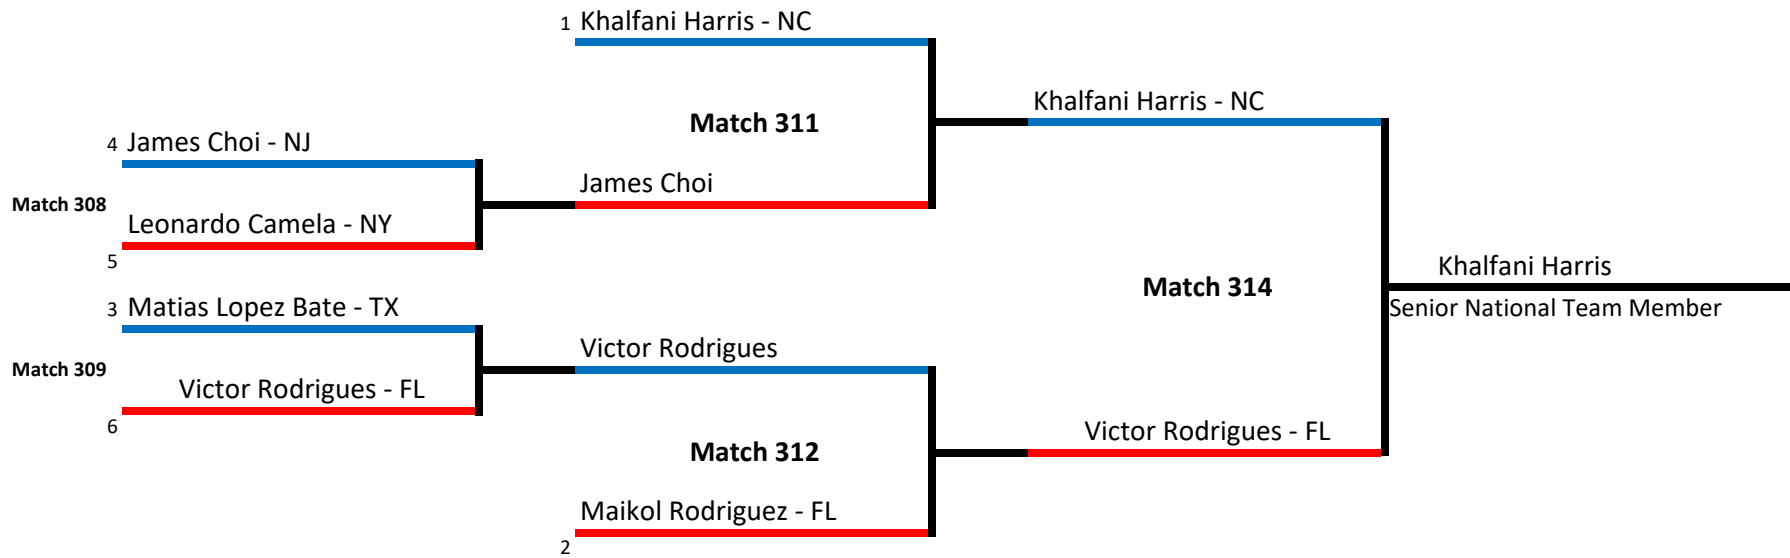 1 Khalfani Harris - NC
Khalfani Harris - NC
Match 311
4 James Choi - NJ
James Choi
Match 308
Leonardo Camela - NY
5
Khalfani Harris
Match 314
3 Matias Lopez Bate - TX
Senior National Team Member
Victor Rodrigues
Match 309
Victor Rodrigues - FL
6
Victor Rodrigues - FL
Match 312
Maikol Rodriguez - FL
2